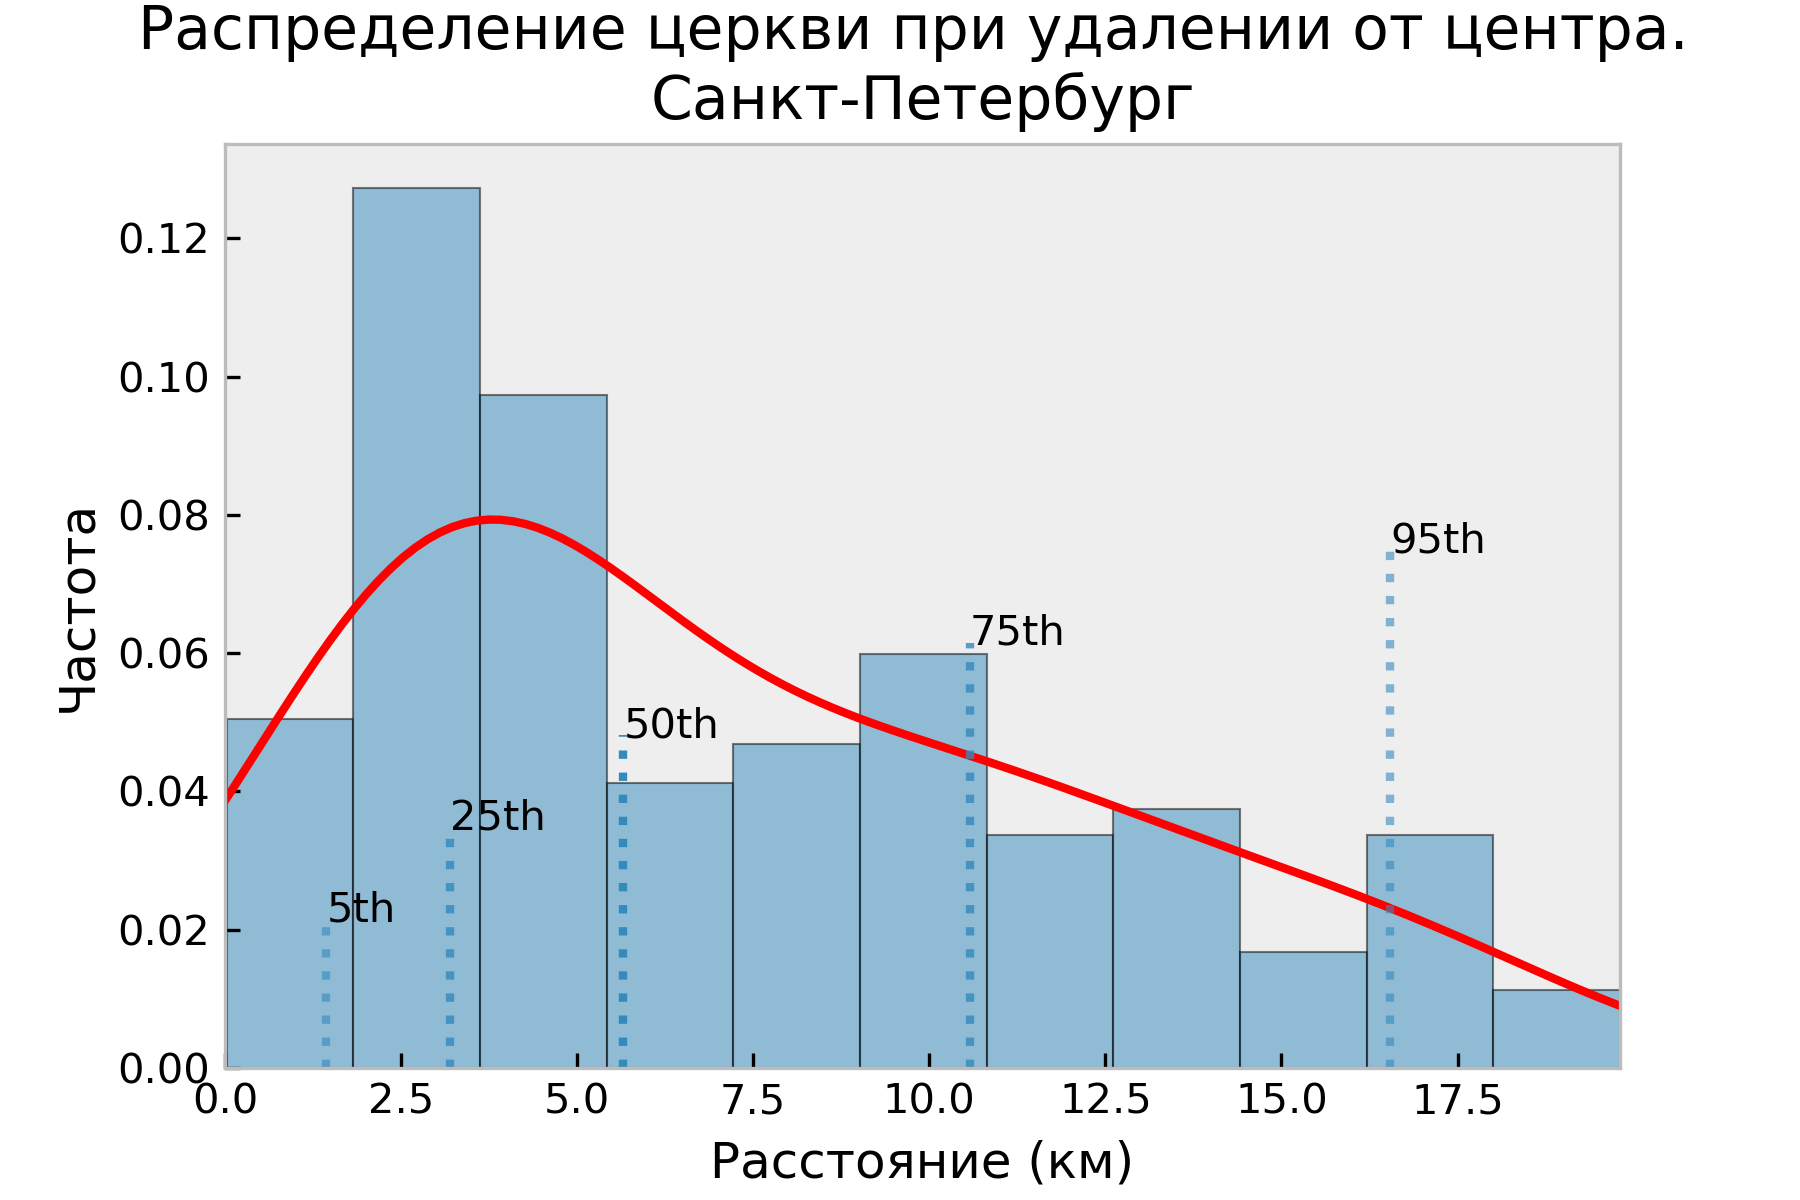 Распределение церкви при удалении от центра.
Санкт-Петербург
0.12
0.10
0.08
0.06
0.04
0.02
0.00
Частота
5th
25th
50th
75th
95th
0.0 2.5 5.0 7.5 10.0 12.5 15.0 17.5
Расстояние (км)